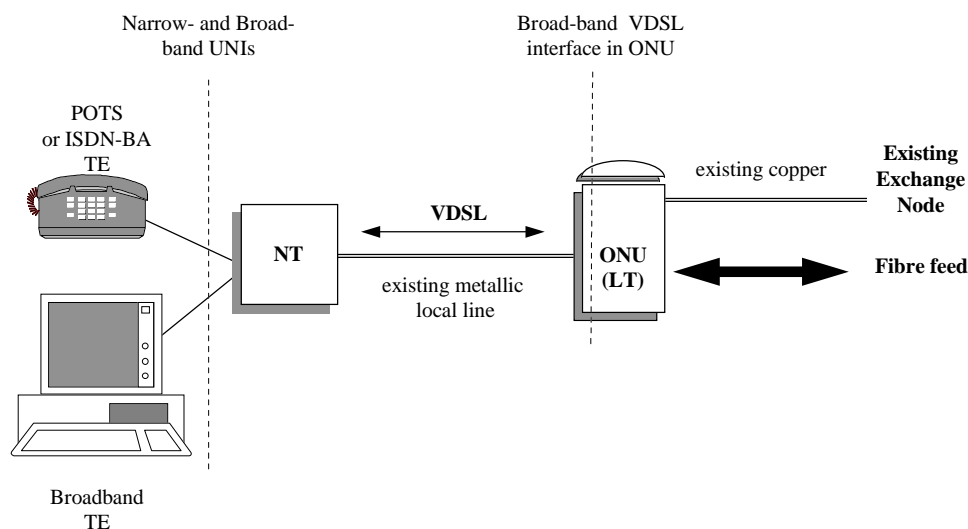 Narrow- and Broad-
band UNIs
Broad-band VDSL
interface in ONU
POTS
or ISDN-BA
TE
existing copper
Existing
Exchange
Node
VDSL
NT
ONU
(LT)
Fibre feed
existing metallic
local line
Broadband
TE